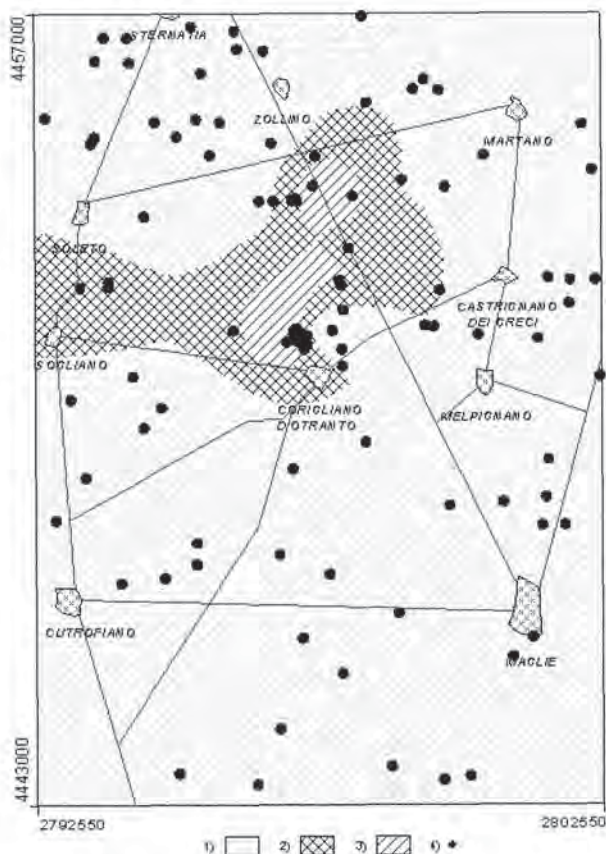 4457000
STERNATIA
ZOLLINO
MARTANO
SOLETO
CASTRIGNANO
DEI GRECI
SOGLIANO
CORIGLIANO
D'OTRANTO
MELPIGNANO
CUTROFIANO
MAGLIE
4443000
2792550
2802550
1) 2) 3) 4)